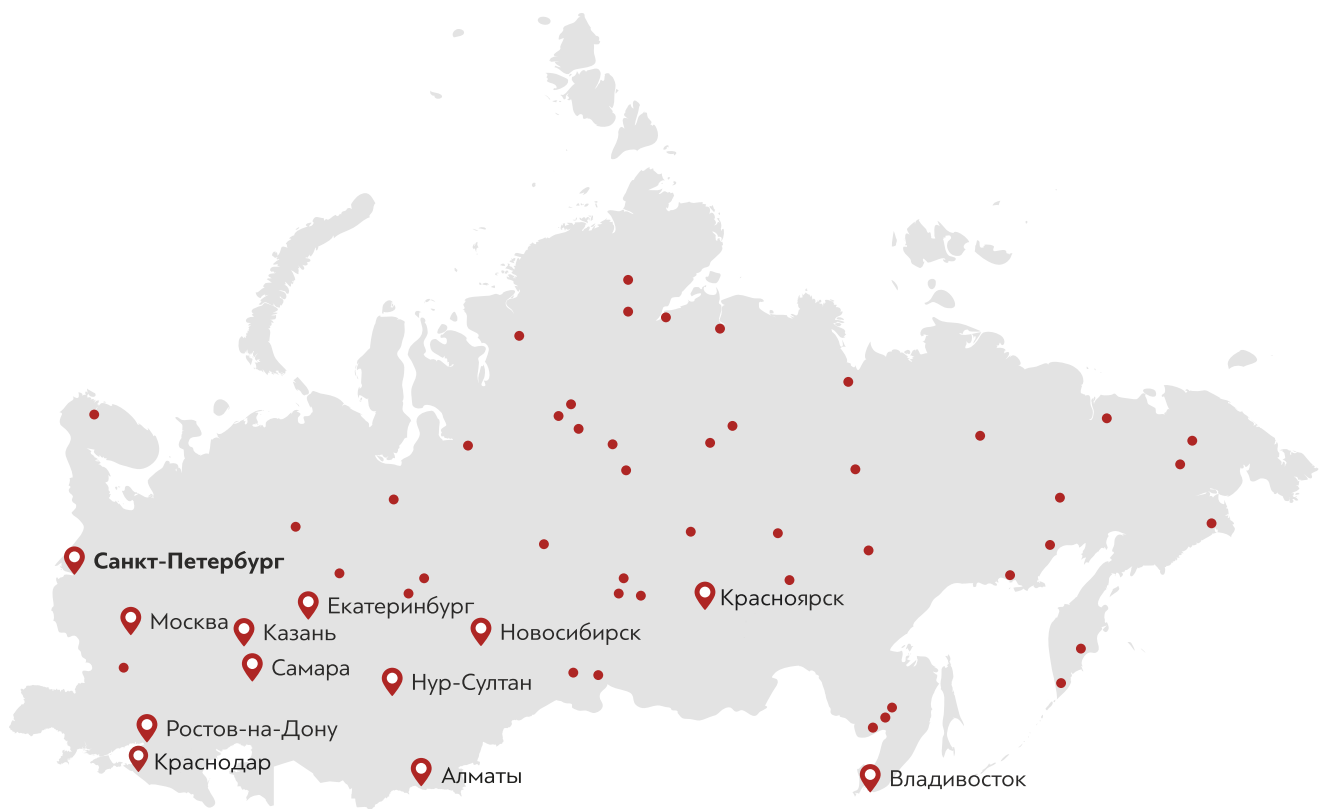 Санкт-Петербург
Екатеринбург
Красноярск
Москва
Казань
Новосибирск
Самара
Нур-Султан
Ростов-на-Дону
Краснодар
Алматы
Владивосток